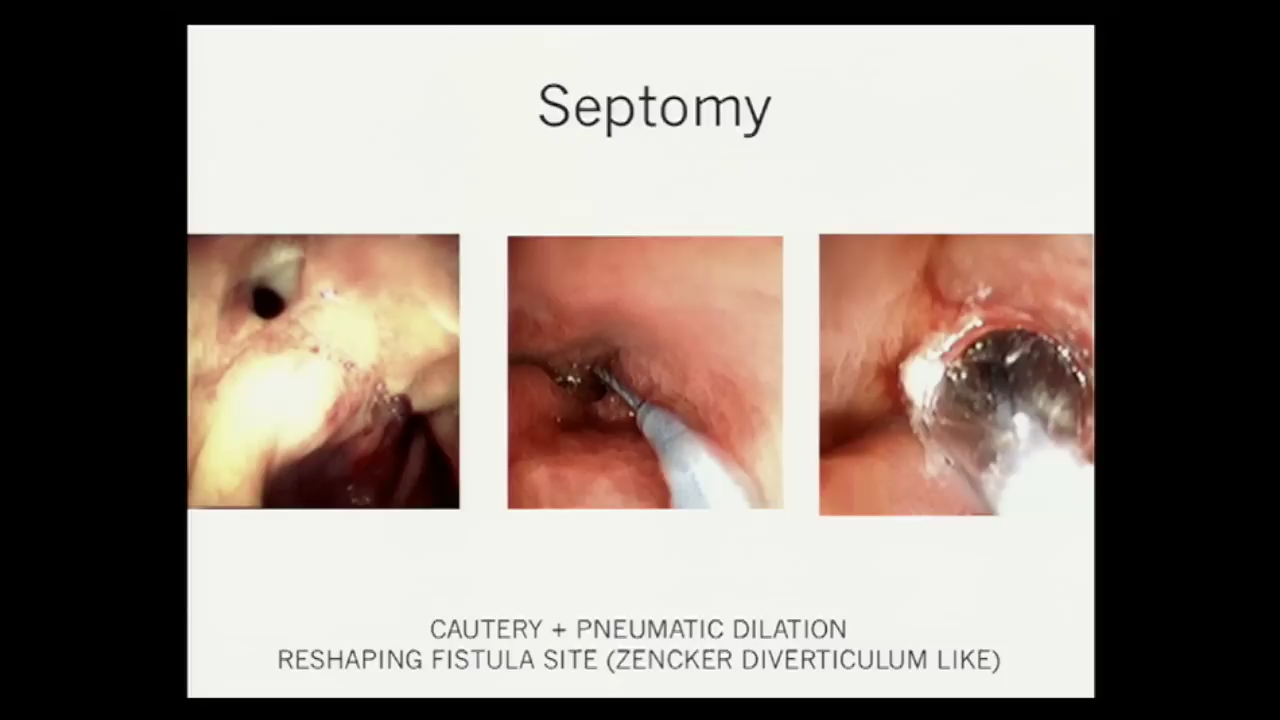 Septomy
CAUTERY + PNEUMATIC DILATION
RESHAPING FISTULA SITE (ZENCKER DIVERTICULUM LIKE)